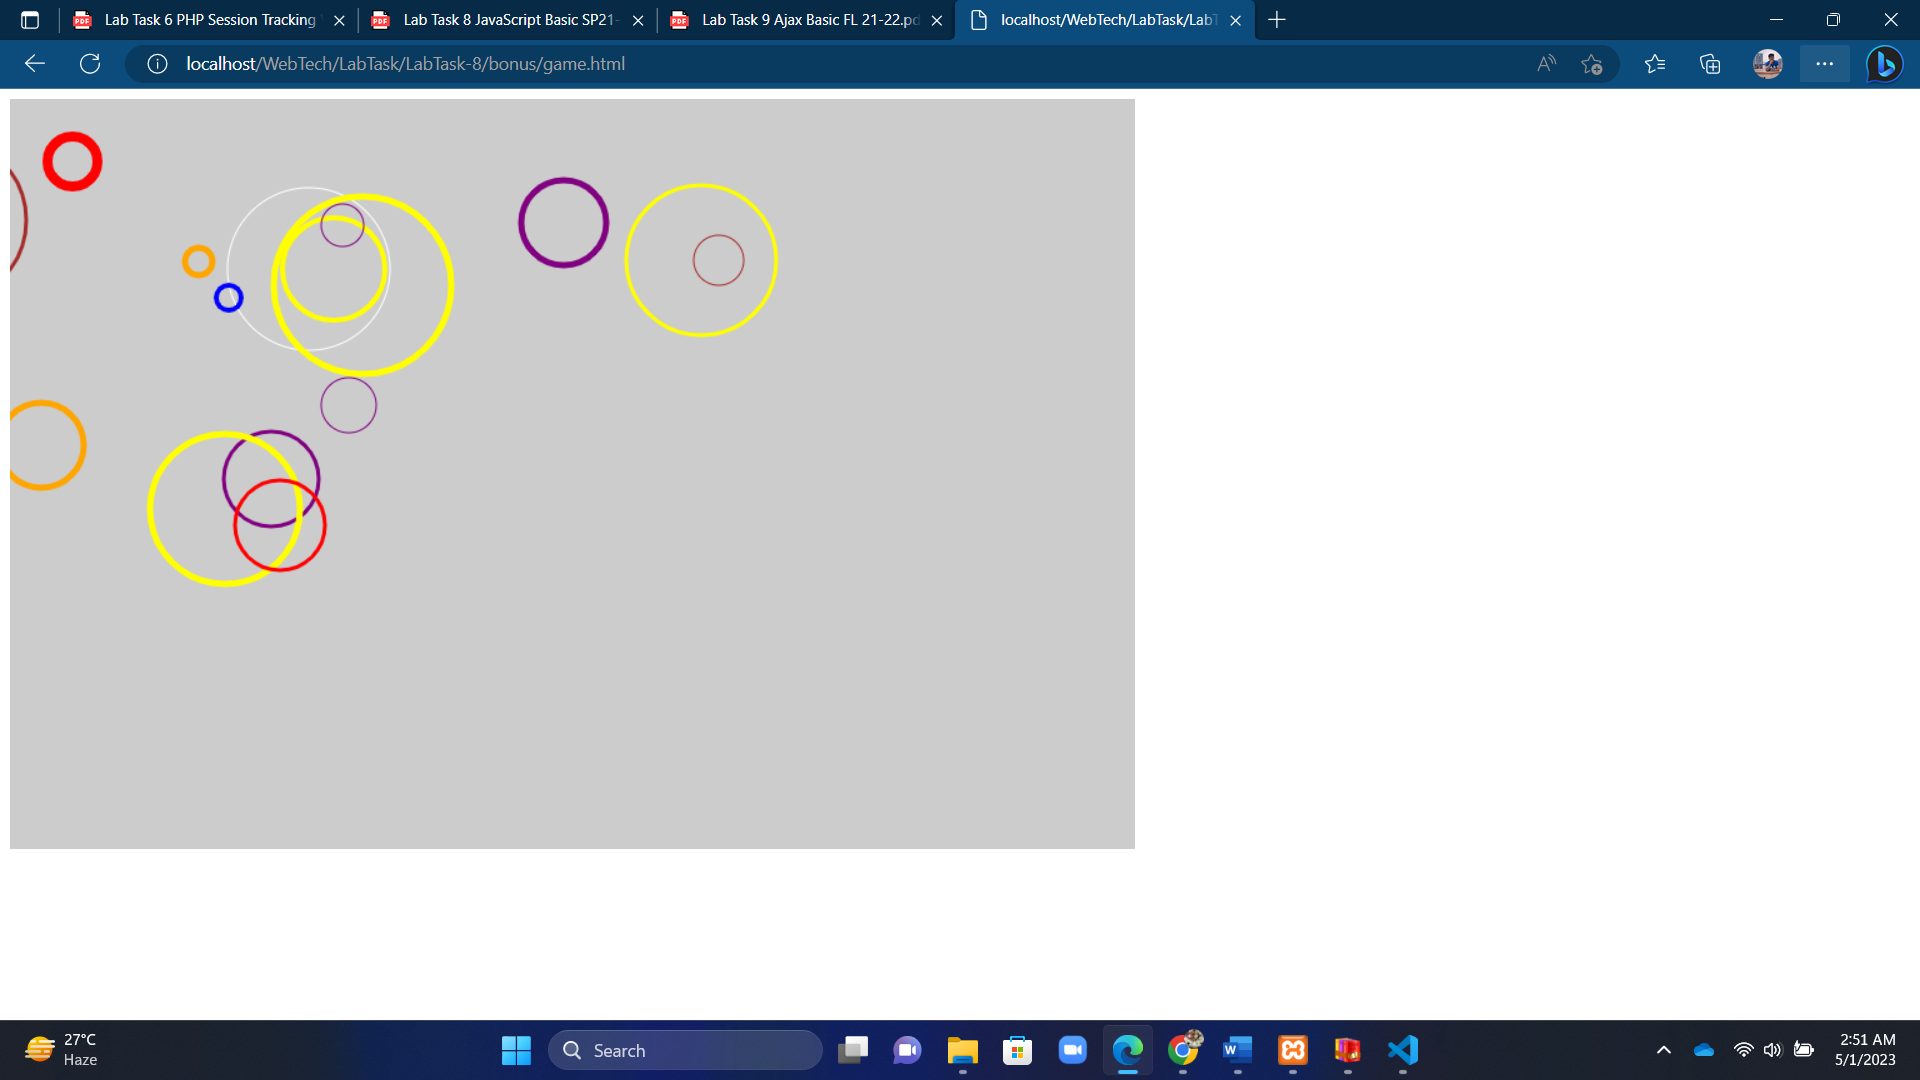 Lab Task 6 PHP Session Tracking
Lab Task 8 JavaScript Basic SP21-
Lab Task 9 Ajax Basic FL 21-22.pd
localhost/WebTech/LabTask/LabT
localhost/WebTech/LabTask/LabTask-8/bonus/game.html
27°C
Haze
Search
2:51 AM
5/1/2023